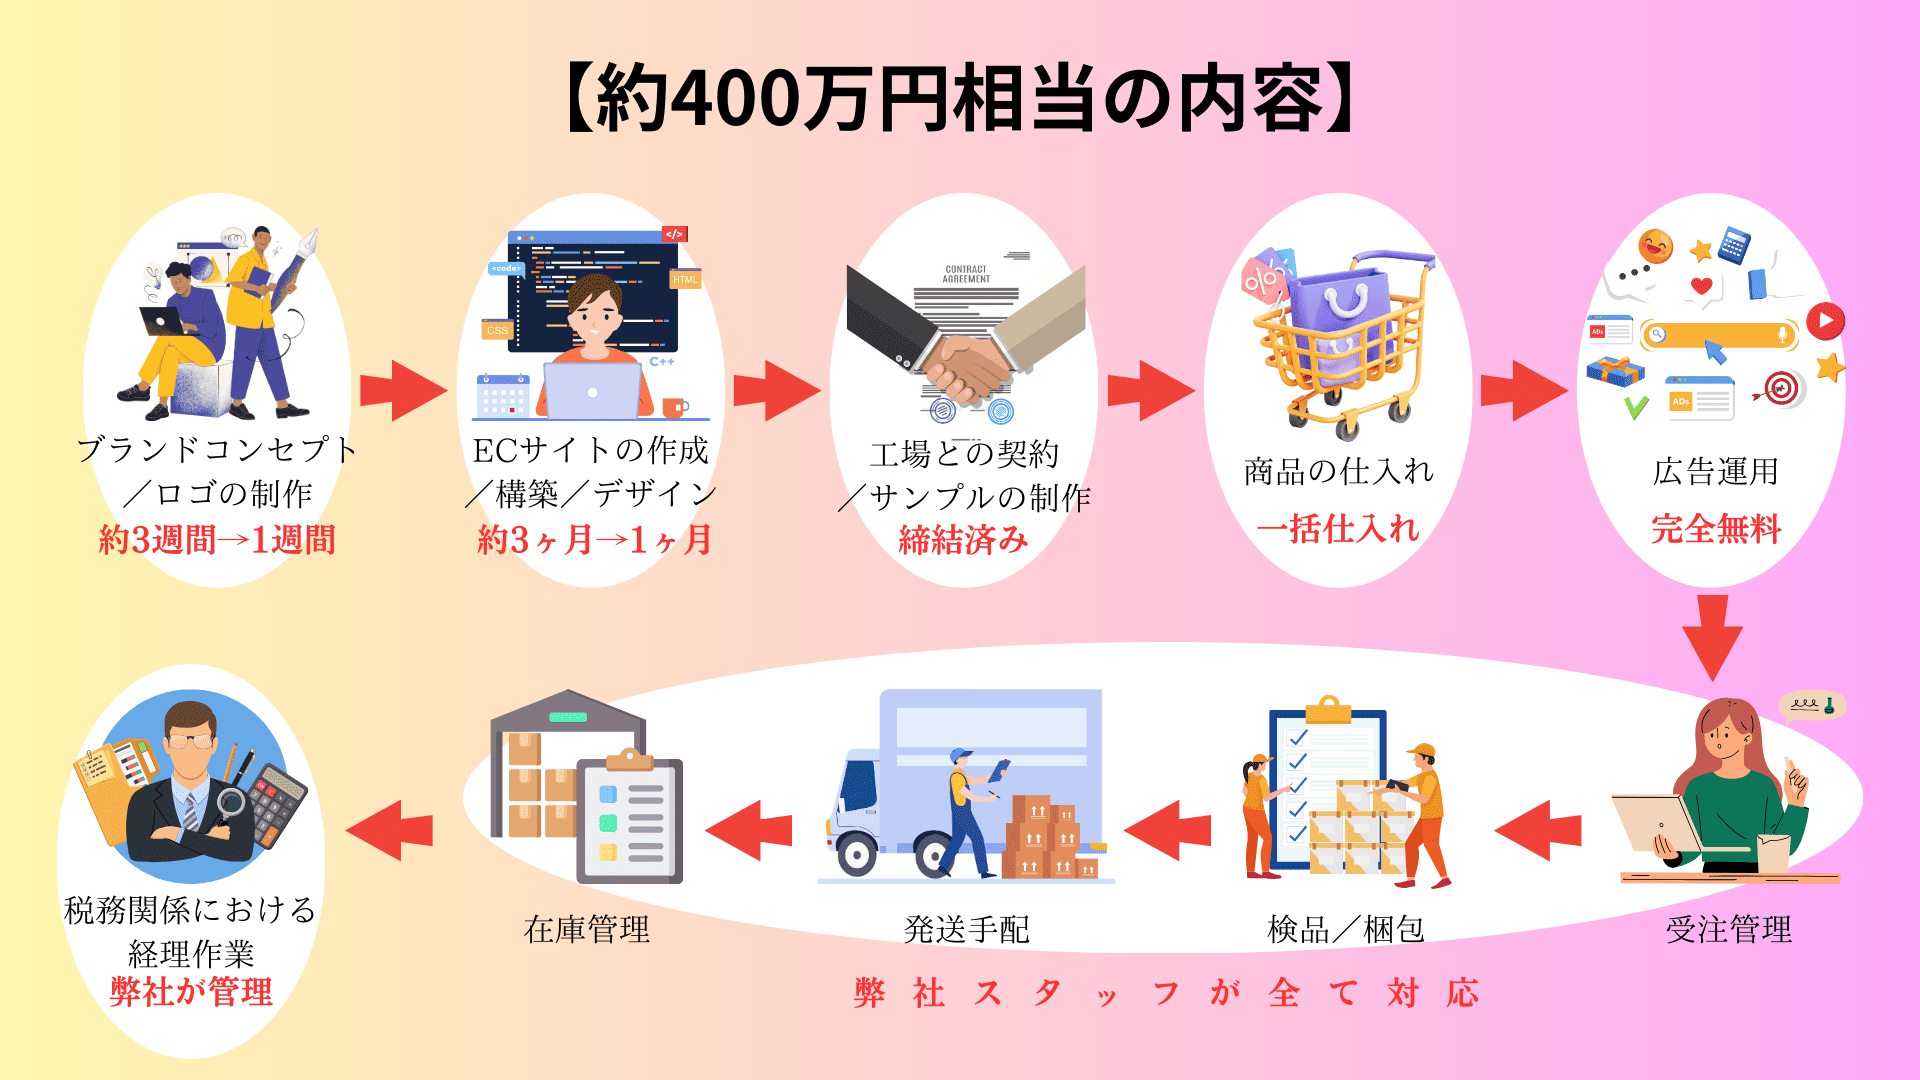 【約400万円相当の内容】
ブランドコンセプト
／ロゴの制作
約3週間→1週間
</>
<code>
HTML
CSS
C++
ECサイトの作成
／構築／デザイン
約3ヶ月→1ヶ月
CONTRACT
AGREEMENT
工場との契約
／サンプルの制作
締結済み
%
商品の仕入れ
一括仕入れ
ADs
ADs
広告運用
完全無料
受注管理
検品／梱包
発送手配
在庫管理
弊社スタッフが全て対応
税務関係における
経理作業
弊社が管理